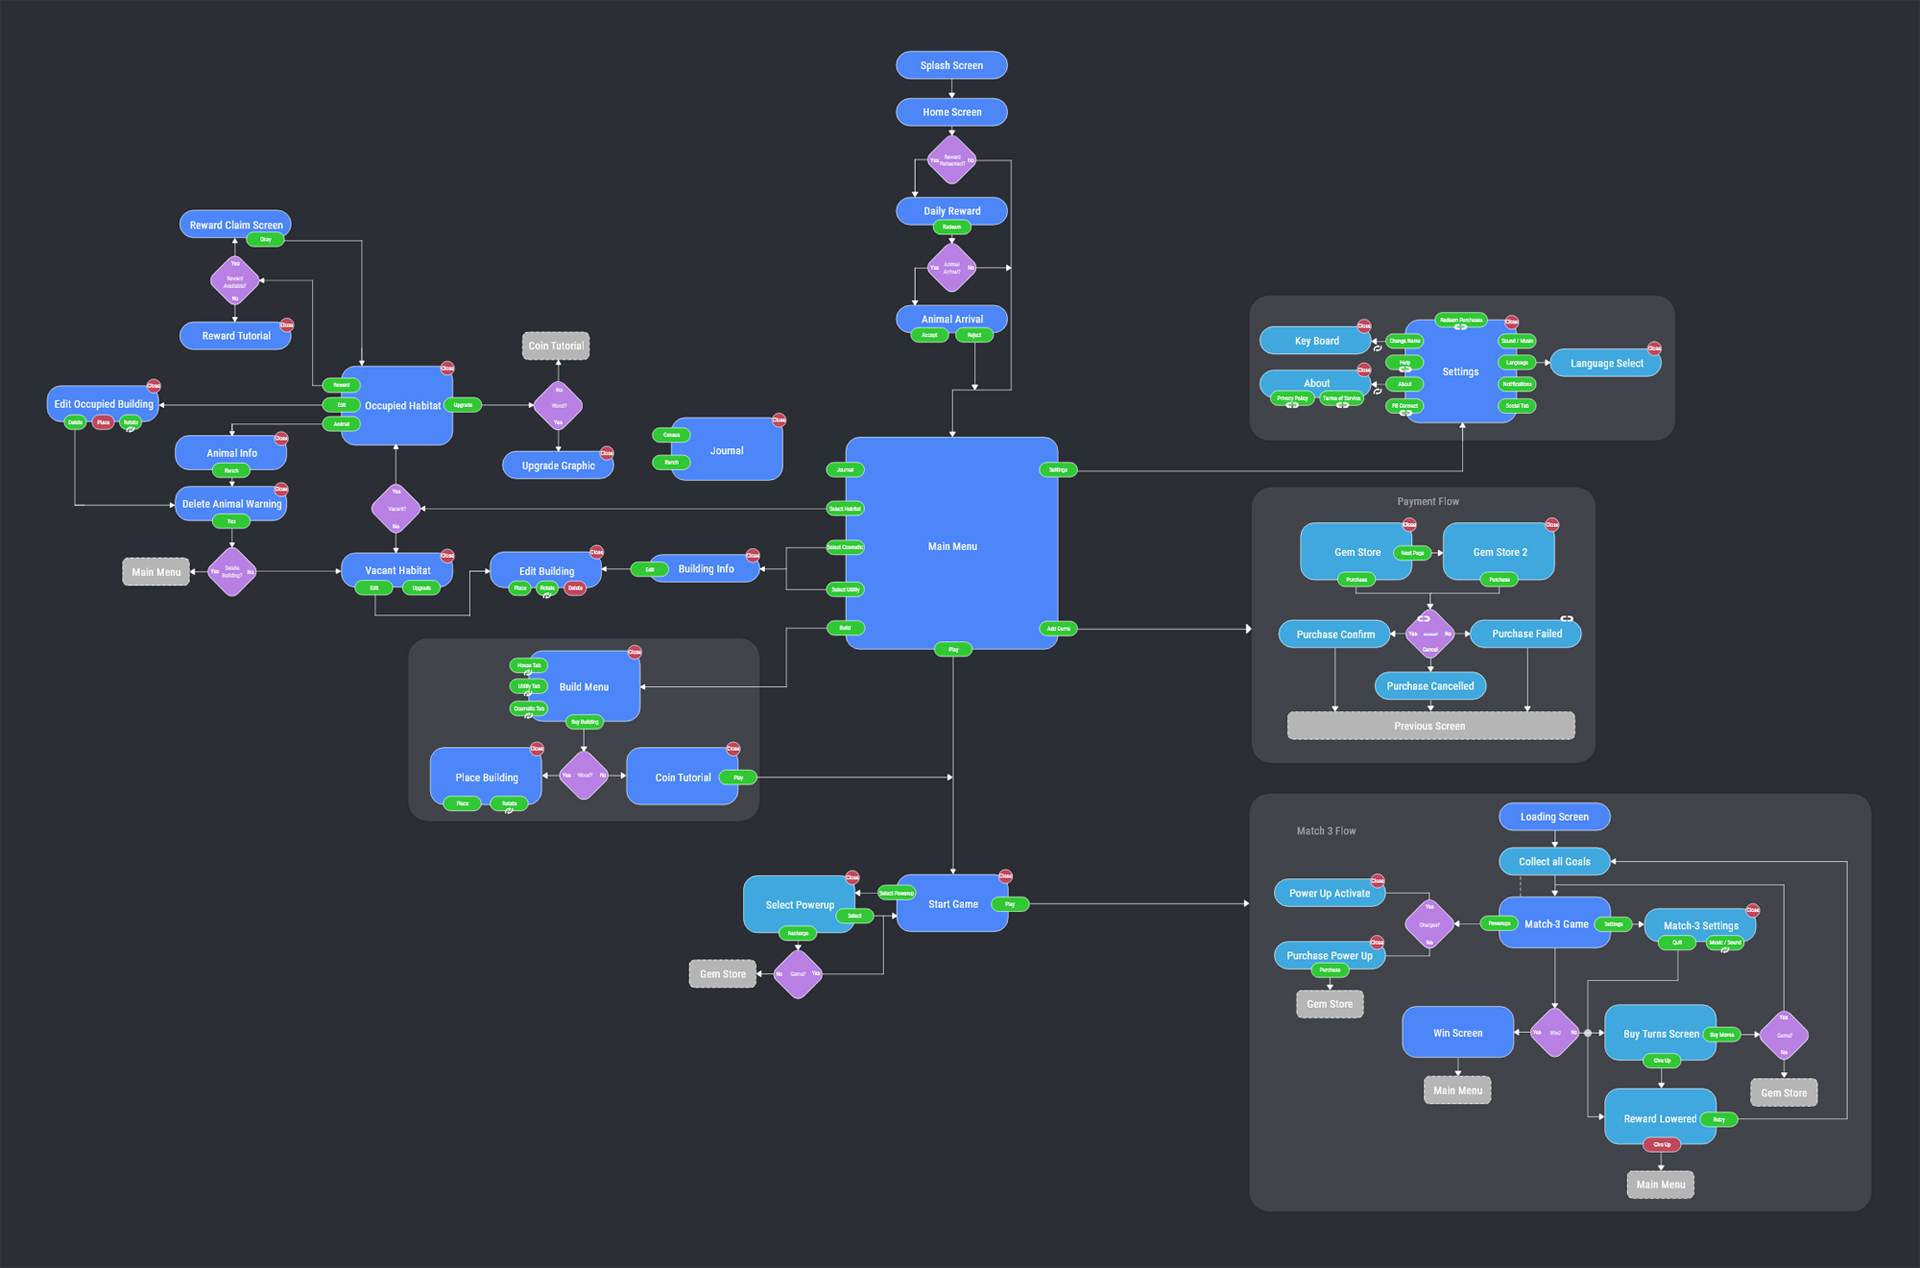 Splash Screen
Home Screen
Yes
Reward
Redeemed?
No
Daily Reward
Redeem
Yes
Animal
Arrival?
No
Animal Arrival
Accept
Reject
Reward Claim Screen
Okay
Yes
Reward
Available?
No
Reward Tutorial
Close
Close
Reward
Edit
Animal
Occupied Habitat
Upgrade
Coin Tutorial
No
Wood?
Yes
Upgrade Graphic
Close
Edit Occupied Building
Close
Delete
Place
Rotate
Animal Info
Close
Ranch
Delete Animal Warning
Close
Yes
Main Menu
Yes
Delete
Building?
No
Yes
Vacant?
No
Vacant Habitat
Close
Edit
Upgrade
Edit Building
Close
Place
Rotate
Delete
Building Info
Close
Edit
Journal
Close
Census
Ranch
Main Menu
Journal
Select Habitat
Select Cosmetic
Select Utility
Build
Settings
Add Gems
Play
Build Menu
Close
House Tab
Utility Tab
Cosmetic Tab
Buy Building
Yes
Wood?
No
Place Building
Close
Place
Rotate
Coin Tutorial
Close
Play
Select Powerup
Close
Select
Recharge
Gem Store
No
Gems?
Yes
Start Game
Close
Select Powerup
Play
Key Board
Close
About
Close
Privacy Policy
Terms of Service
Settings
Close
Redeem Purchases
Change Name
Help
About
Sound / Music
Language
Notifications
Social Tab
Language Select
Close
Payment Flow
Gem Store
Close
Next Page
Purchase
Gem Store 2
Close
Purchase
Yes
No
Cancel
Purchase Confirm
Purchase Failed
Purchase Cancelled
Previous Screen
Match 3 Flow
Loading Screen
Collect all Goals
Power Up Activate
Close
Yes
Charges?
No
Purchase Power Up
Close
Purchase
Gem Store
Match-3 Game
Powerups
Settings
Match-3 Settings
Close
Quit
Music / Sound
Win Screen
Yes
Win?
No
Main Menu
Buy Turns Screen
Buy Moves
Give Up
Yes
Gems?
No
Gem Store
Reward Lowered
Retry
Give Up
Main Menu